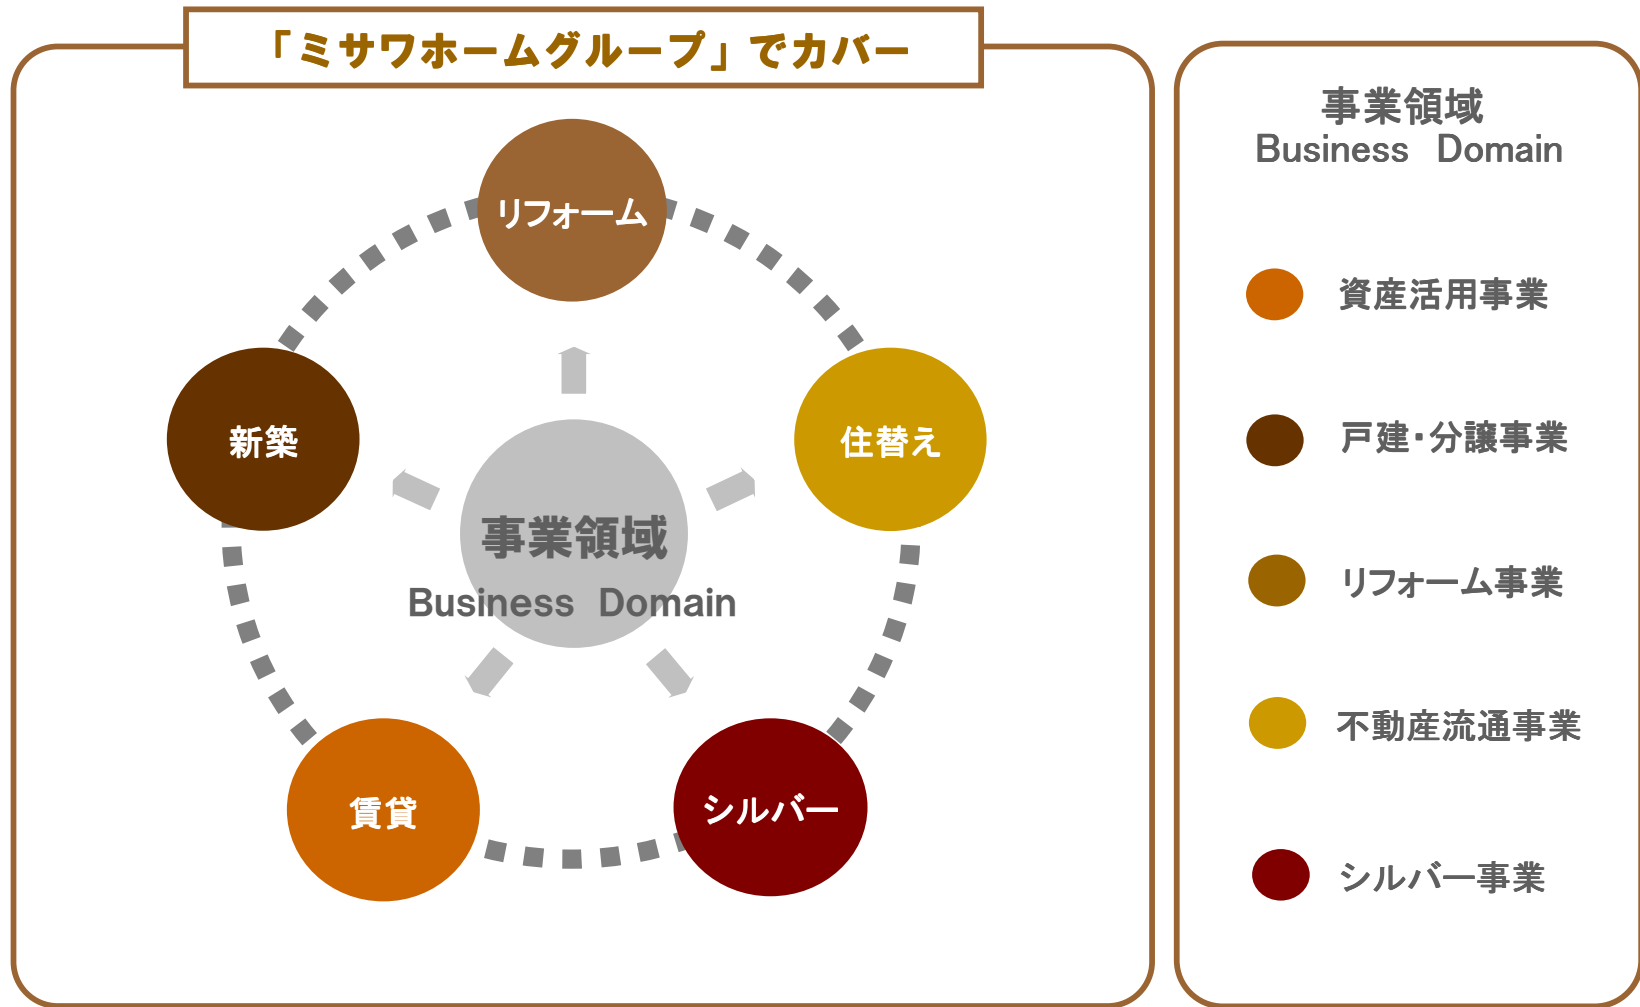 「ミサワホームグループ」でカバー
リフォーム
新築
住替え
事業領域
Business Domain
賃貸
シルバー
事業領域
Business Domain
資産活用事業
戸建・分譲事業
リフォーム事業
不動産流通事業
シルバー事業